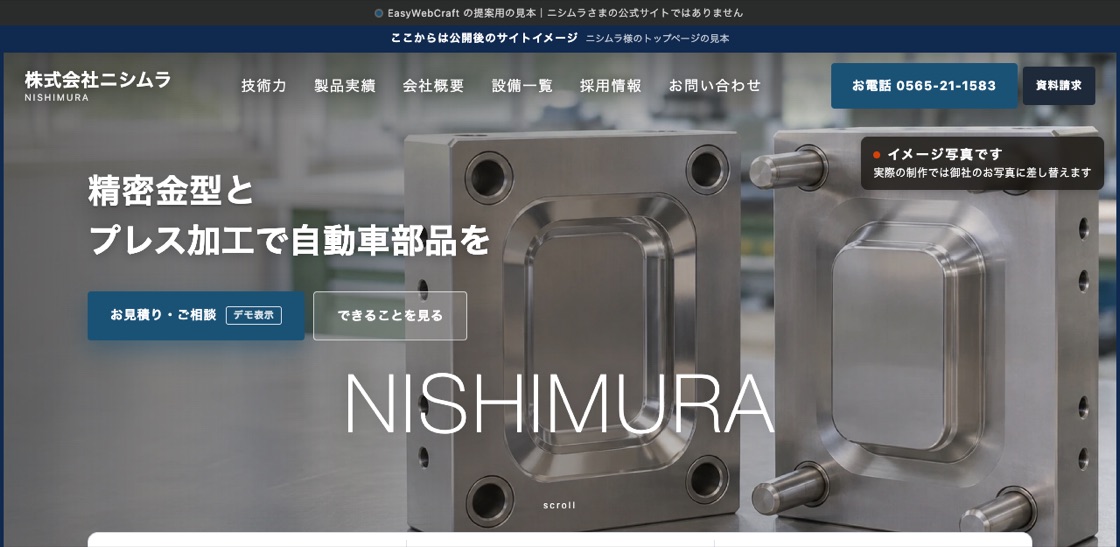 EasyWebCraft の提案用の見本｜ニシムラさまの公式サイトではありません
ここからは公開後のサイトイメージ ニシムラ様のトップページの見本
株式会社ニシムラ
NISHIMURA
技術力 製品実績 会社概要 設備一覧 採用情報 お問い合わせ
お電話 0565-21-1583
資料請求
イメージ写真です
実際の制作では御社のお写真に差し替えます
精密金型と
プレス加工で自動車部品を
お見積り・ご相談 デモ表示
できることを見る
NISHIMURA
scroll